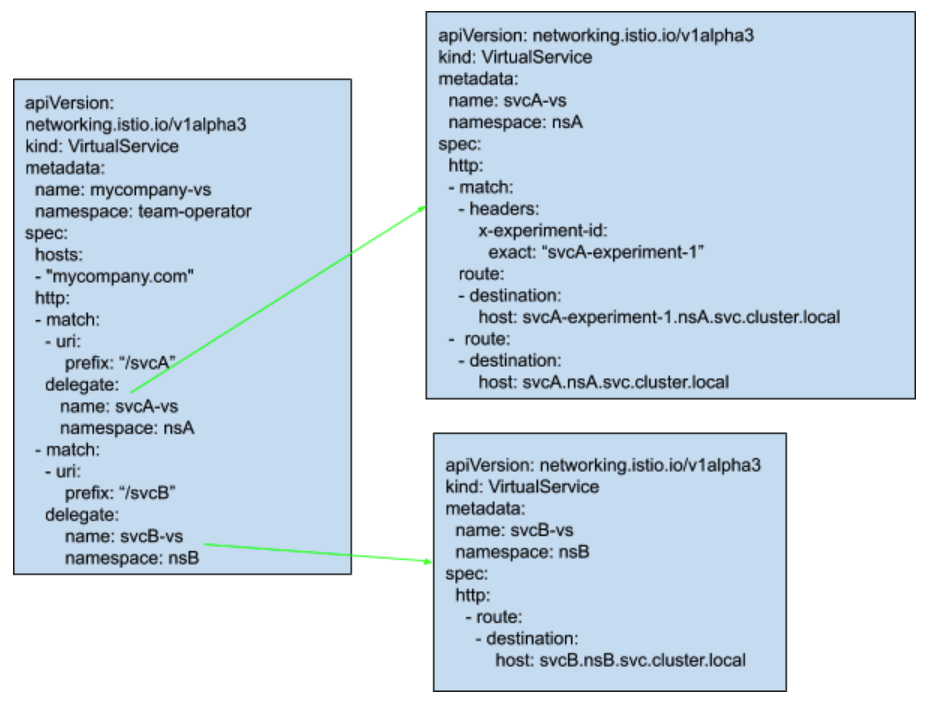 apiVersion:
networking.istio.io/v1alpha3
kind: VirtualService
metadata:
  name: mycompany-vs
  namespace: team-operator
spec:
  hosts:
  - "mycompany.com"
  http:
  - match:
    - uri:
        prefix: “/svcA”
    delegate:
       name: svcA-vs
       namespace: nsA
  - match:
    - uri:
        prefix: “/svcB”
    delegate:
        name: svcB-vs
        namespace: nsB
apiVersion: networking.istio.io/v1alpha3
kind: VirtualService
metadata:
  name: svcA-vs
  namespace: nsA
spec:
  http:
  - match:
    - headers:
        x-experiment-id:
          exact: “svcA-experiment-1”
    route:
    - destination:
        host: svcA-experiment-1.nsA.svc.cluster.local
  -  route:
    - destination:
        host: svcA.nsA.svc.cluster.local
apiVersion: networking.istio.io/v1alpha3
kind: VirtualService
metadata:
  name: svcB-vs
  namespace: nsB
spec:
  http:
    - route:
      - destination:
          host: svcB.nsB.svc.cluster.local